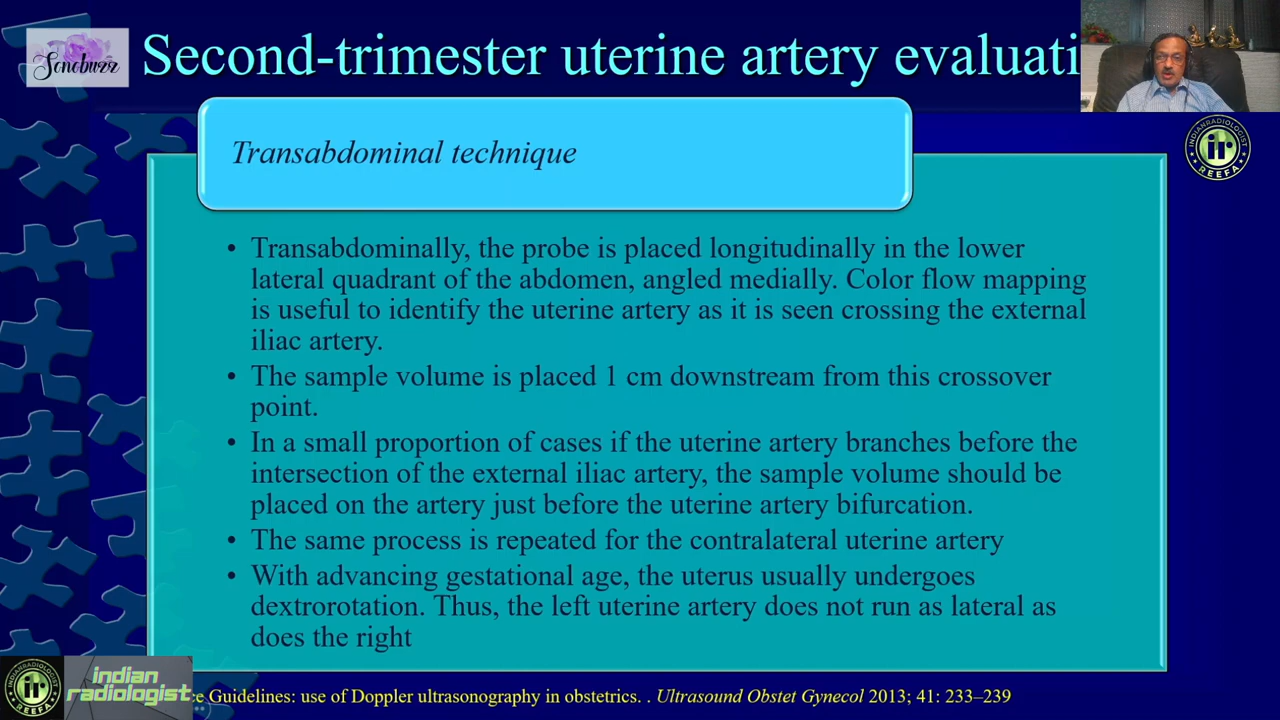 Sonobuzz
Second-trimester uterine artery evaluati
INDIANRADIOLOGIST
ir
REEFA
Transabdominal technique
• Transabdominally, the probe is placed longitudinally in the lower
lateral quadrant of the abdomen, angled medially. Color flow mapping
is useful to identify the uterine artery as it is seen crossing the external
iliac artery.
• The sample volume is placed 1 cm downstream from this crossover
point.
• In a small proportion of cases if the uterine artery branches before the
intersection of the external iliac artery, the sample volume should be
placed on the artery just before the uterine artery bifurcation.
• The same process is repeated for the contralateral uterine artery
• With advancing gestational age, the uterus usually undergoes
dextrorotation. Thus, the left uterine artery does not run as lateral as
does the right
ir
indian
radiologist
Guidelines: use of Doppler ultrasonography in obstetrics. . Ultrasound Obstet Gynecol 2013; 41: 233–239